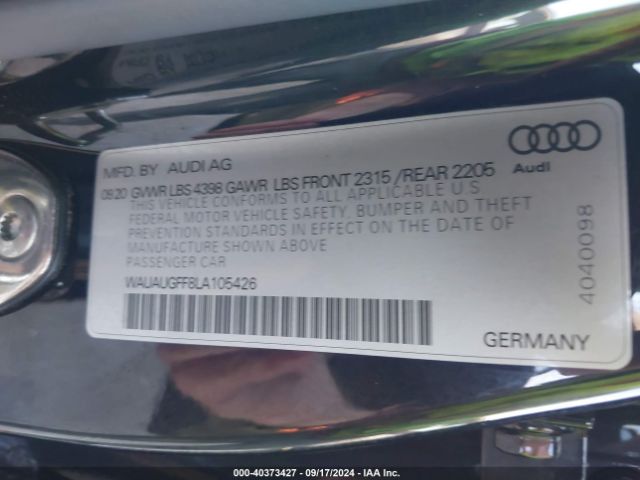 MFD. BY AUDI AG
08 20 GVWR LBS 4398 GAWR LBS FRONT 2315 / REAR 2205
THIS VEHICLE CONFORMS TO ALL APPLICABLE U S
FEDERAL MOTOR VEHICLE SAFETY, BUMPER AND THEFT
PREVENTION STANDARDS IN EFFECT ON THE DATE OF
MANUFACTURE SHOWN ABOVE
PASSENGER CAR
WAUAUGFF8LA105426
Audi
4040098
GERMANY
000-40373427 - 09/17/2024 - IAA Inc.